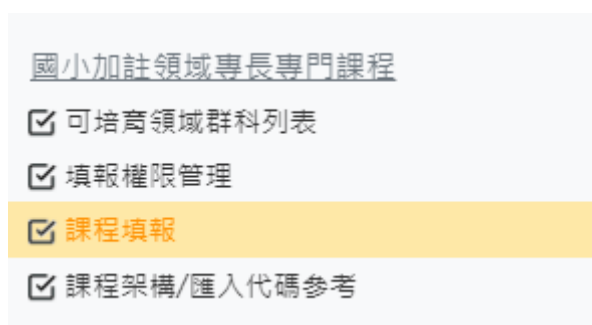 國小加註領域專長專門課程
可培育領域群科列表
填報權限管理
課程填報
課程架構/匯入代碼參考